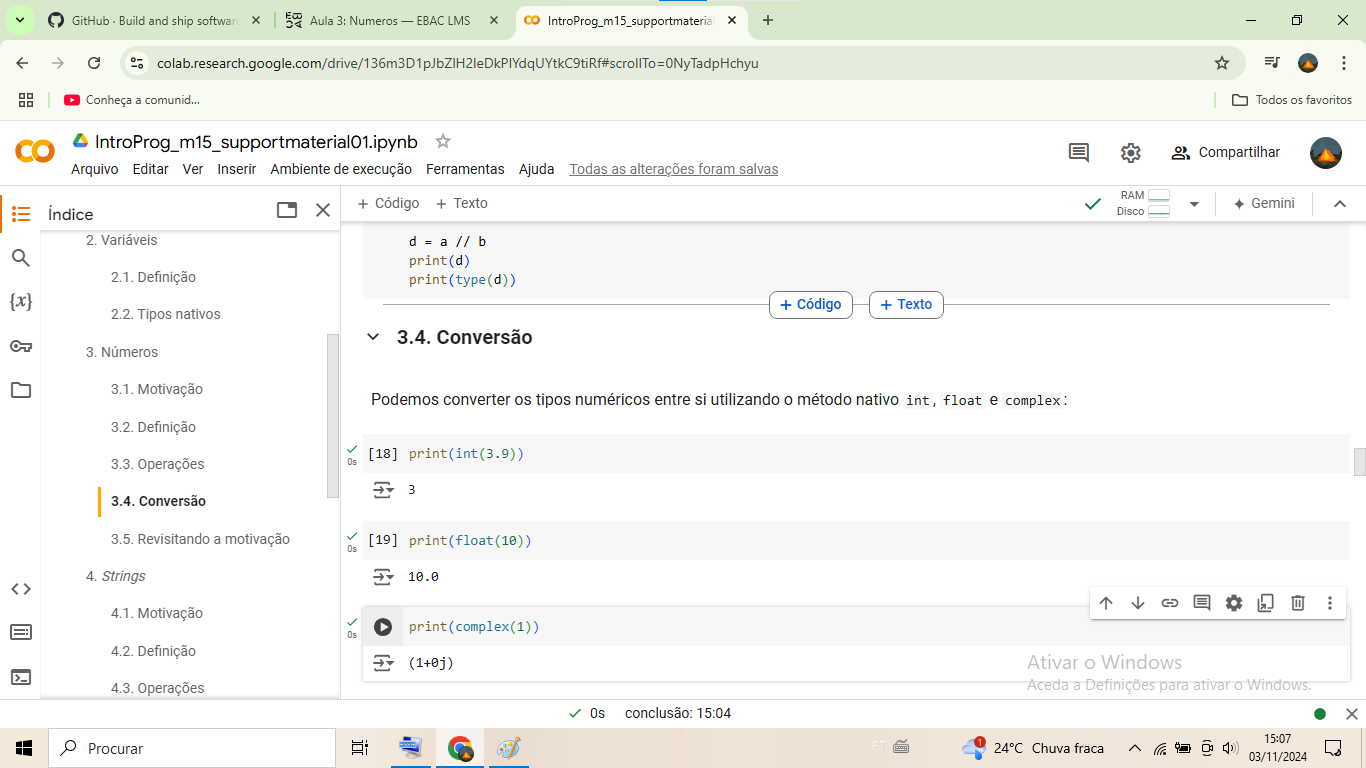 GitHub · Build and ship software
Aula 3: Numeros — EBAC LMS
IntroProg_m15_supportmaterial
colab.research.google.com/drive/136m3D1pJbZIH2IeDkPIYdqUYtkC9tiRf#scrollTo=0NyTadpHchyu
Conheça a comunid...
Todos os favoritos
IntroProg_m15_supportmaterial01.ipynb
Arquivo Editar Ver Inserir Ambiente de execução Ferramentas Ajuda Todas as alterações foram salvas
Compartilhar
Índice
+ Código + Texto
RAM
Disco
Gemini
2. Variáveis
2.1. Definição
2.2. Tipos nativos
3. Números
3.1. Motivação
3.2. Definição
3.3. Operações
3.4. Conversão
3.5. Revisitando a motivação
4. Strings
4.1. Motivação
4.2. Definição
4.3. Operações
d = a // b
print(d)
print(type(d))
+ Código + Texto
3.4. Conversão
Podemos converter os tipos numéricos entre si utilizando o método nativo int, float e complex:
0s
[18] print(int(3.9))
3
0s
[19] print(float(10))
10.0
0s
print(complex(1))
(1+0j)
Ativar o Windows
Aceda a Definições para ativar o Windows.
0s conclusão: 15:04
Procurar
PT
1
24°C Chuva fraca
15:07
03/11/2024